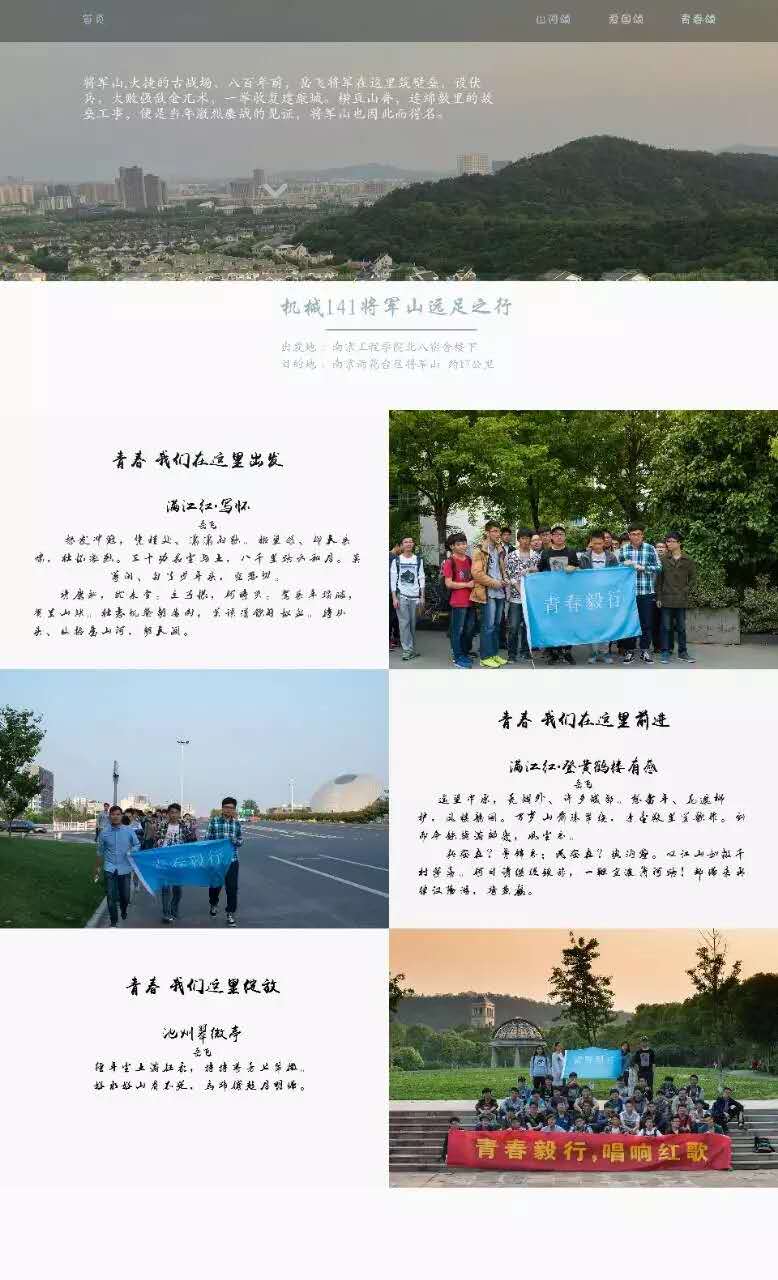 首页
山河颂
家国颂
青春颂
将军山,大捷的古战场、八百年前，岳飞将军在这里筑壁垒，设伏
兵，大败强敌金兀术，一举收复建康城。横亘山脊，连绵数里的故
垒工事，便是当年激烈鏖战的见证，将军山也因此而得名。
机械141将军山远足之行
出发地：南京工程学院北八宿舍楼下
目的地：南京雨花台区将军山 约17公里
青春 我们在这里出发
满江红·写怀
岳飞
怒发冲冠，凭栏处、潇潇雨歇。抬望眼、仰天长
啸，壮怀激烈。三十功名尘与土，八千里路云和月。莫
等闲、白了少年头，空悲切。
靖康耻，犹未雪；臣子恨，何时灭？驾长车踏破，
贺兰山缺。壮志饥餐胡虏肉，笑谈渴饮匈奴血。待从
头、收拾旧山河，朝天阙。
青春毅行
青春毅行
青春 我们在这里前进
满江红·登黄鹤楼有感
岳飞
遥望中原，荒烟外、许多城郭。想当年、花遮柳
护，凤楼龙阁。万岁山前珠翠绕，蓬壶殿里笙歌作。到
而今铁骑满郊畿，风尘恶。
兵安在？膏锋锷；民安在？填沟壑。叹江山如故千
村寥落。何日请缨提锐旅，一鞭直渡清河洛！却归来再
续汉阳游，骑黄鹤。
青春 我们这里绽放
池州翠微亭
岳飞
经年尘土满征衣，特特寻芳上翠微。
好水好山看不足，马蹄催趁月明归。
青春毅行,唱响红歌